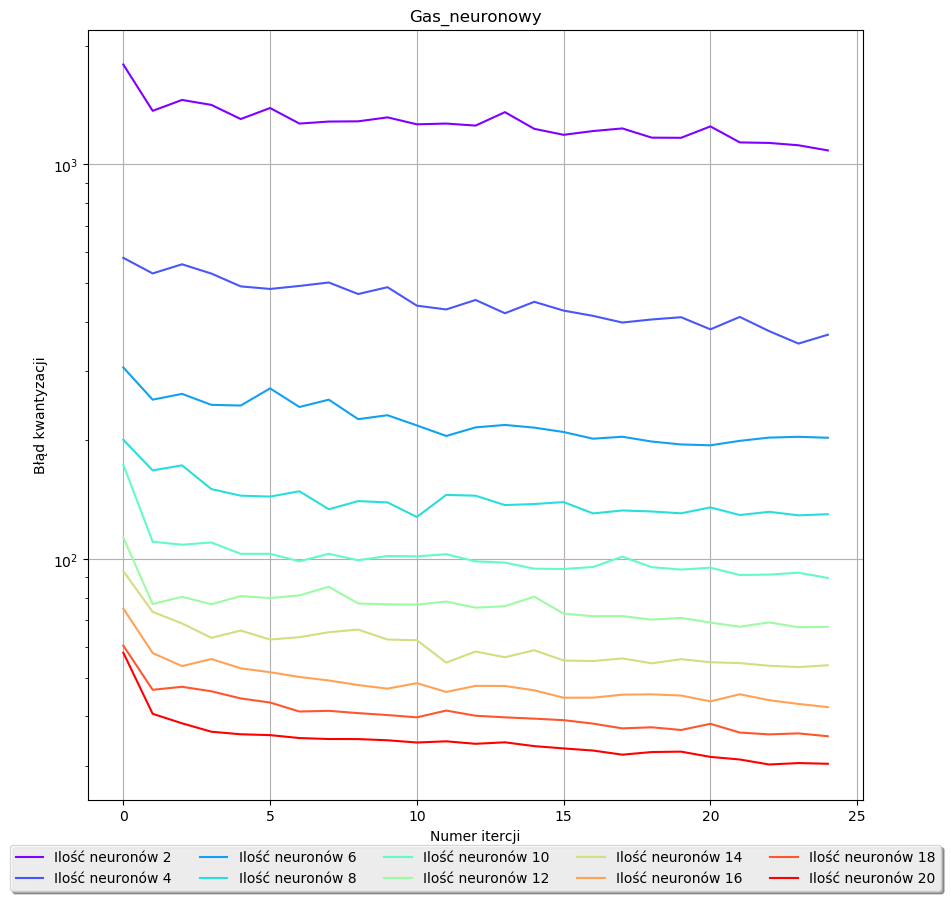 Gas_neuronowy
10³
10²
Błąd kwantyzacji
0 5 10 15 20 25
Numer itercji
Ilość neuronów 2 Ilość neuronów 6 Ilość neuronów 10 Ilość neuronów 14 Ilość neuronów 18
Ilość neuronów 4 Ilość neuronów 8 Ilość neuronów 12 Ilość neuronów 16 Ilość neuronów 20